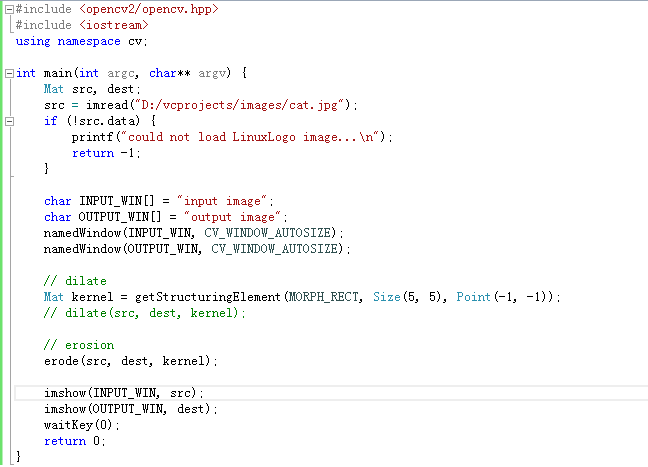 #include <opencv2/opencv.hpp>
#include <iostream>
using namespace cv;

int main(int argc, char** argv) {
    Mat src, dest;
    src = imread("D:/vcprojects/images/cat.jpg");
    if (!src.data) {
        printf("could not load LinuxLogo image...\n");
        return -1;
    }

    char INPUT_WIN[] = "input image";
    char OUTPUT_WIN[] = "output image";
    namedWindow(INPUT_WIN, CV_WINDOW_AUTOSIZE);
    namedWindow(OUTPUT_WIN, CV_WINDOW_AUTOSIZE);

    // dilate
    Mat kernel = getStructuringElement(MORPH_RECT, Size(5, 5), Point(-1, -1));
    // dilate(src, dest, kernel);

    // erosion
    erode(src, dest, kernel);

    imshow(INPUT_WIN, src);
    imshow(OUTPUT_WIN, dest);
    waitKey(0);
    return 0;
}